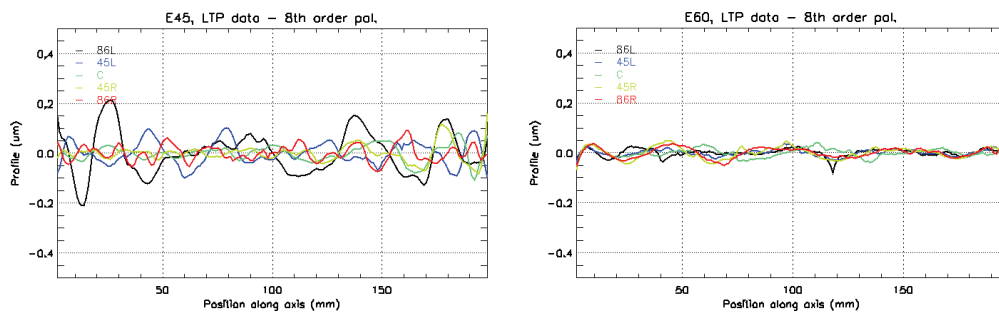 E45, LTP data - 8th order pol.
0.4
0.2
0.0
-0.2
-0.4
Profile (um)
86L
45L
C
45R
86R
50
100
150
Position along axis (mm)
E60, LTP data - 8th order pol.
0.4
0.2
0.0
-0.2
-0.4
Profile (um)
86L
45L
C
45R
86R
50
100
150
Position along axis (mm)